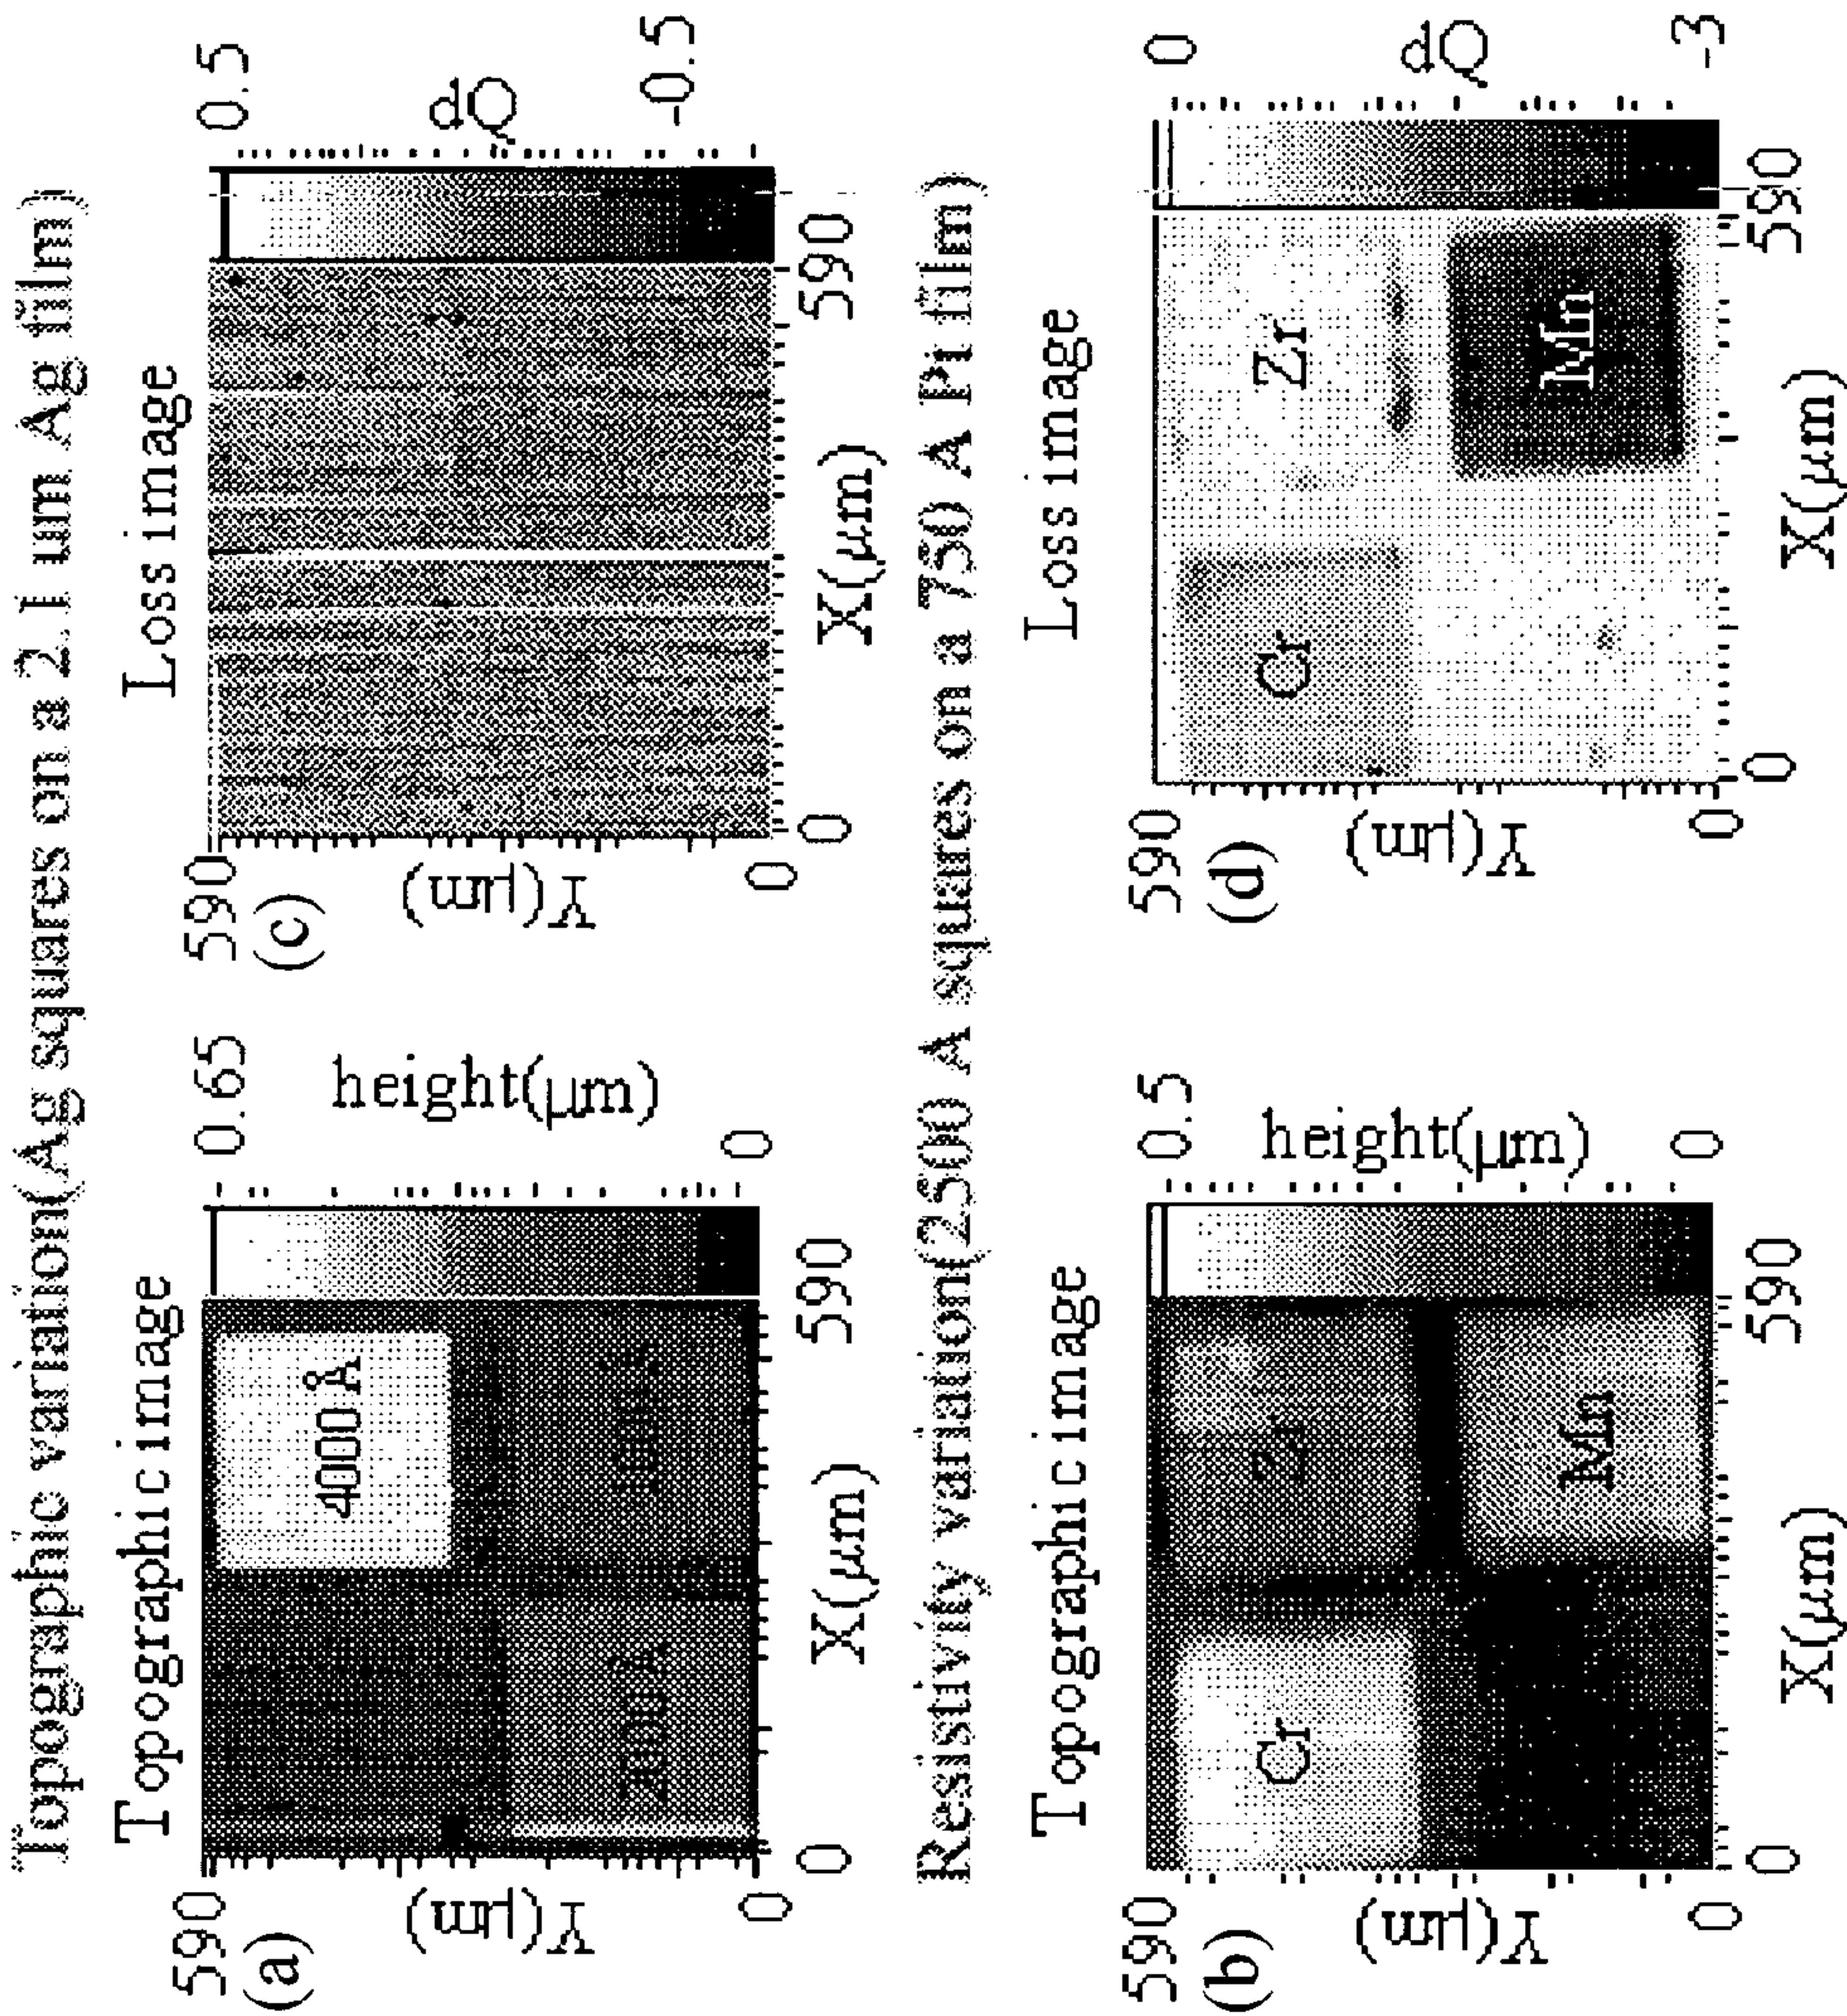 Topographic variation(Ag squares on a 2.1 um Ag film)
Topographic image
Loss image
590
(a)
Y(μm)
0
4000 Å
0
X(μm)
590
0.65
height(μm)
0
590
(c)
Y(μm)
0
0
X(μm)
590
0.5
dQ
-0.5
Resistivity variation(2500 A squares on a 750 A Pi film)
Topographic image
Loss image
590
(b)
Y(μm)
0
Cr
Zr
Mn
0
X(μm)
590
0.5
height(μm)
0
590
(d)
Y(μm)
0
Cr
Zr
Mn
0
X(μm)
590
0
dQ
-3